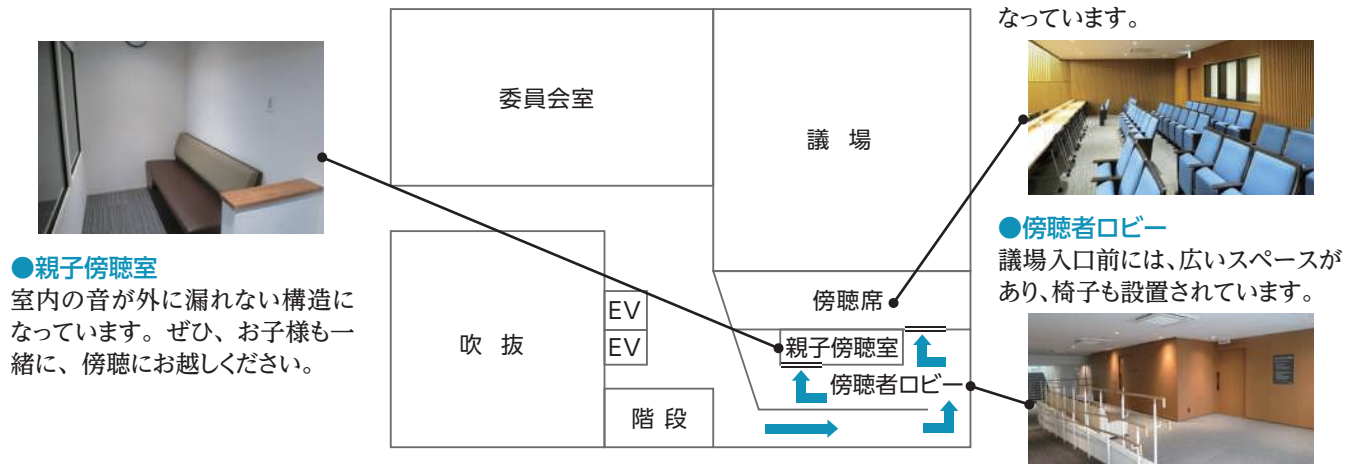 ●親子傍聴室
室内の音が外に漏れない構造に
なっています。ぜひ、お子様も一
緒に、傍聴にお越しください。
委員会室
議 場
吹 抜
EV
EV
階 段
傍聴席
親子傍聴室
傍聴者ロビー
なっています。
●傍聴者ロビー
議場入口前には、広いスペースが
あり、椅子も設置されています。